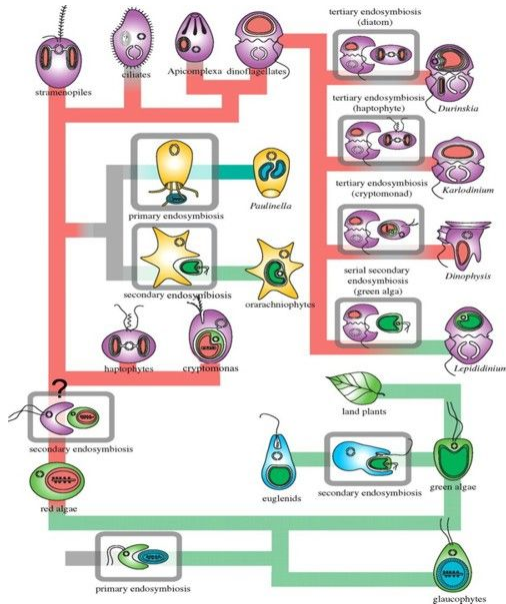 tertiary endosymbiosis
(diatom)
stramenopiles
ciliates
Apicomplexa
dinoflagellates
Durinskia
tertiary endosymbiosis
(haptophyte)
Karlodinium
tertiary endosymbiosis
(cryptomonad)
Dinophysis
serial secondary
endosymbiosis
(green alga)
Lepididinium
primary endosymbiosis
Paulinella
secondary endosymbiosis
orarachniophytes
haptophytes
cryptomonas
?
secondary endosymbiosis
red algae
land plants
euglenids
secondary endosymbiosis
green algae
primary endosymbiosis
glaucophytes